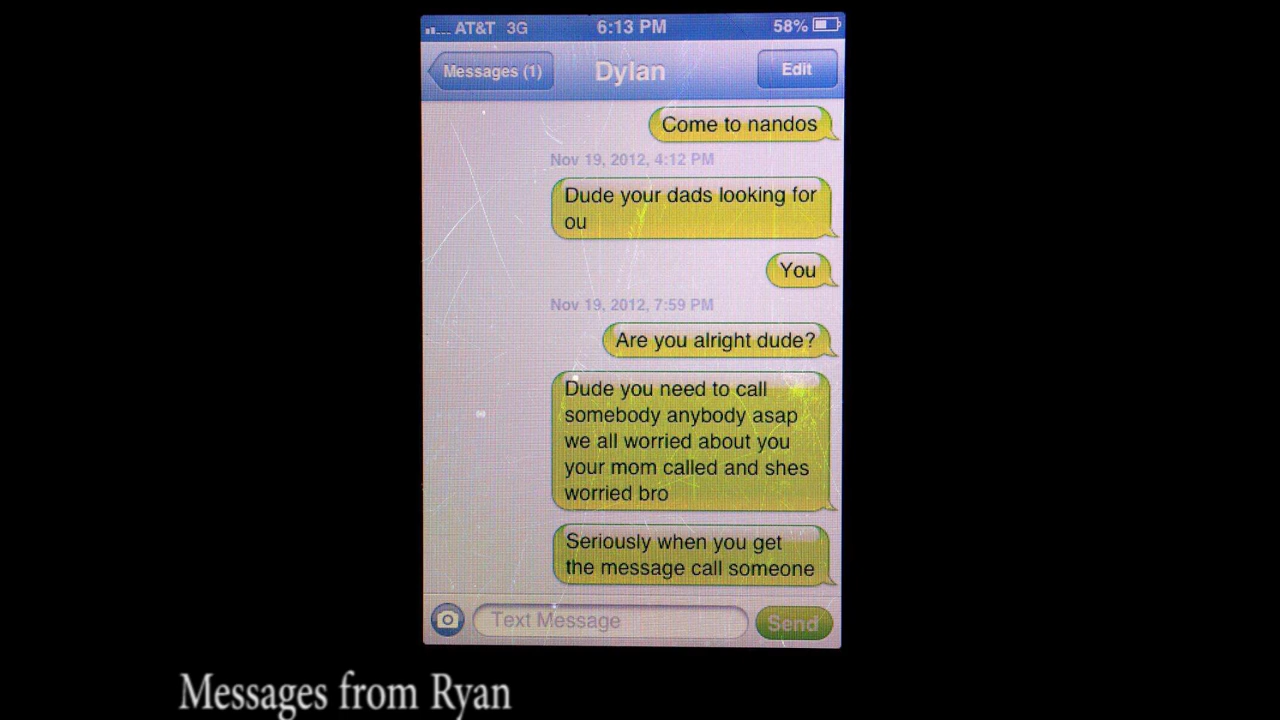 AT&T 3G 6:13 PM 58%
Messages (1) Dylan Edit
Come to nandos
Nov 19, 2012, 4:12 PM
Dude your dads looking for
ou
You
Nov 19, 2012, 7:59 PM
Are you alright dude?
Dude you need to call
somebody anybody asap
we all worried about you
your mom called and shes
worried bro
Seriously when you get
the message call someone
Text Message Send
Messages from Ryan